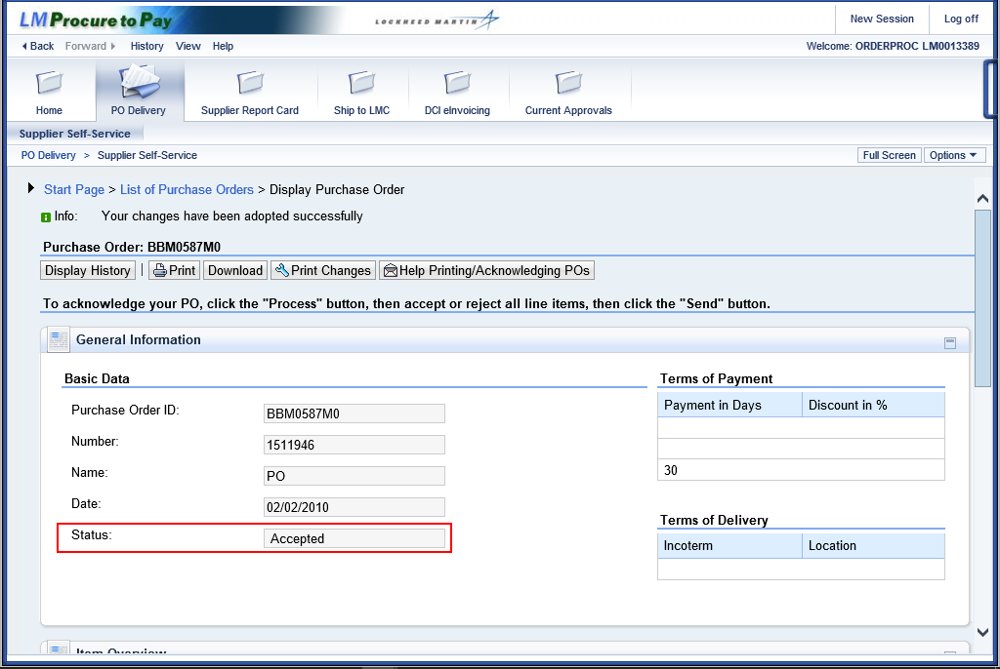 LM Procure to Pay
LOCKHEED MARTIN
New Session
Log off
Back Forward History View Help
Welcome: ORDERPROC LM0013389
Home
PO Delivery
Supplier Report Card
Ship to LMC
DCI eInvoicing
Current Approvals
Supplier Self-Service
PO Delivery > Supplier Self-Service
Full Screen
Options
Start Page > List of Purchase Orders > Display Purchase Order
Info: Your changes have been adopted successfully
Purchase Order: BBM0587M0
Display History | Print Download Print Changes Help Printing/Acknowledging POs
To acknowledge your PO, click the "Process" button, then accept or reject all line items, then click the "Send" button.
General Information
Basic Data
Purchase Order ID: BBM0587M0
Number: 1511946
Name: PO
Date: 02/02/2010
Status: Accepted
Terms of Payment
Payment in Days Discount in %
30
Terms of Delivery
Incoterm Location
Item Overview